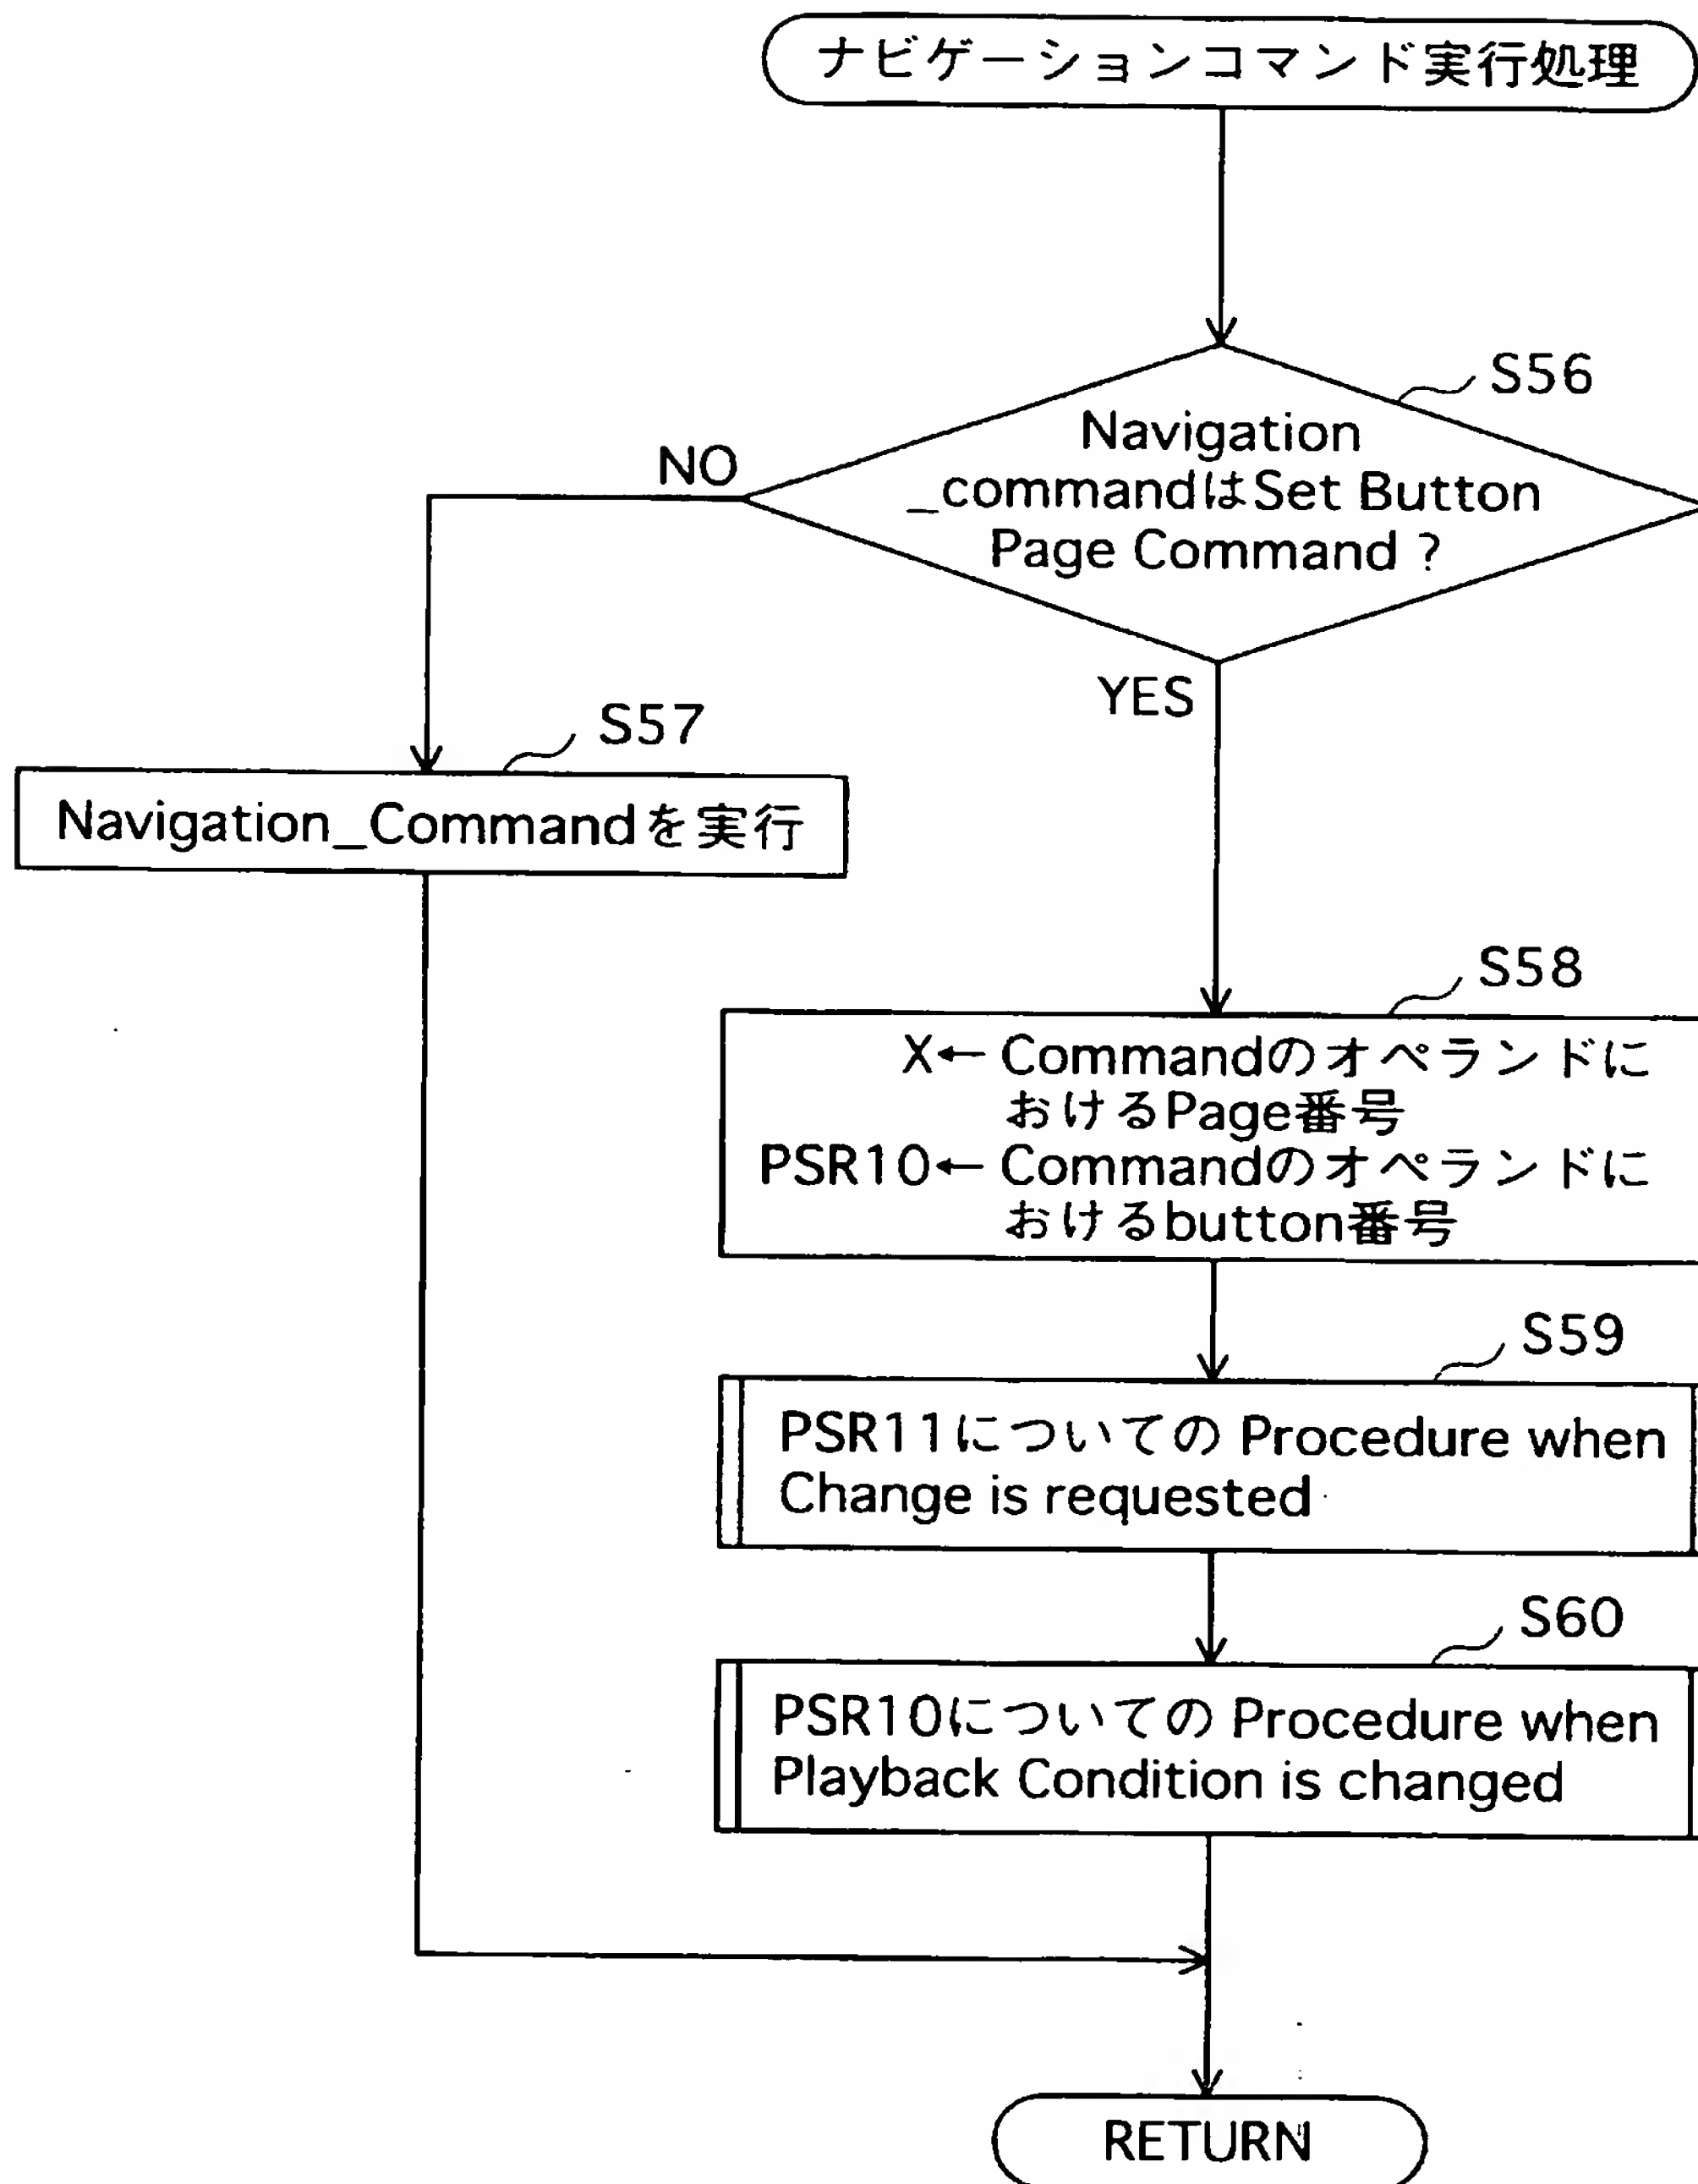 ナビゲーションコマンド実行処理
S56
Navigation
_commandはSet Button
Page Command ?
NO
YES
S57
Navigation_Commandを実行
S58
X← Commandのオペランドに
おけるPage番号
PSR10← Commandのオペランドに
おけるbutton番号
S59
PSR11についての Procedure when
Change is requested
S60
PSR10についての Procedure when
Playback Condition is changed
RETURN